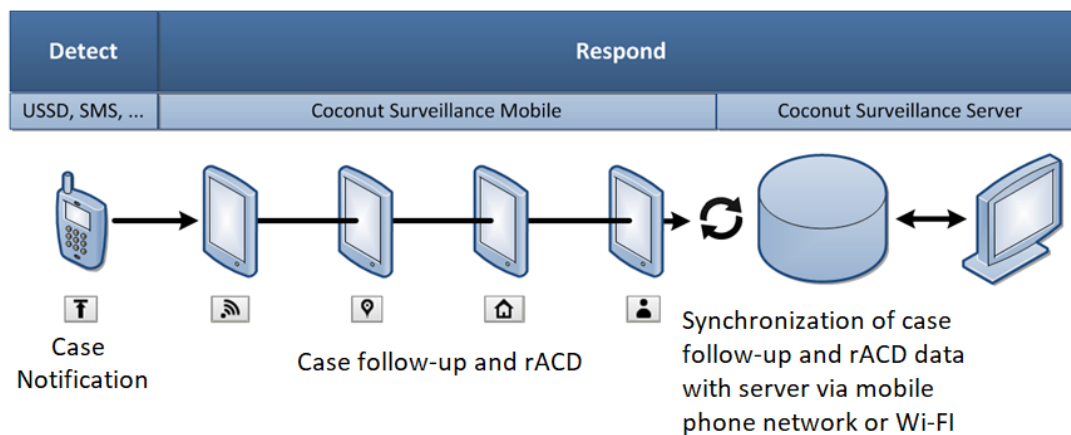 Detect
Respond
USSD, SMS, ...
Coconut Surveillance Mobile
Coconut Surveillance Server
Case
Notification
Case follow-up and rACD
Synchronization of case
follow-up and rACD data
with server via mobile
phone network or Wi-FI